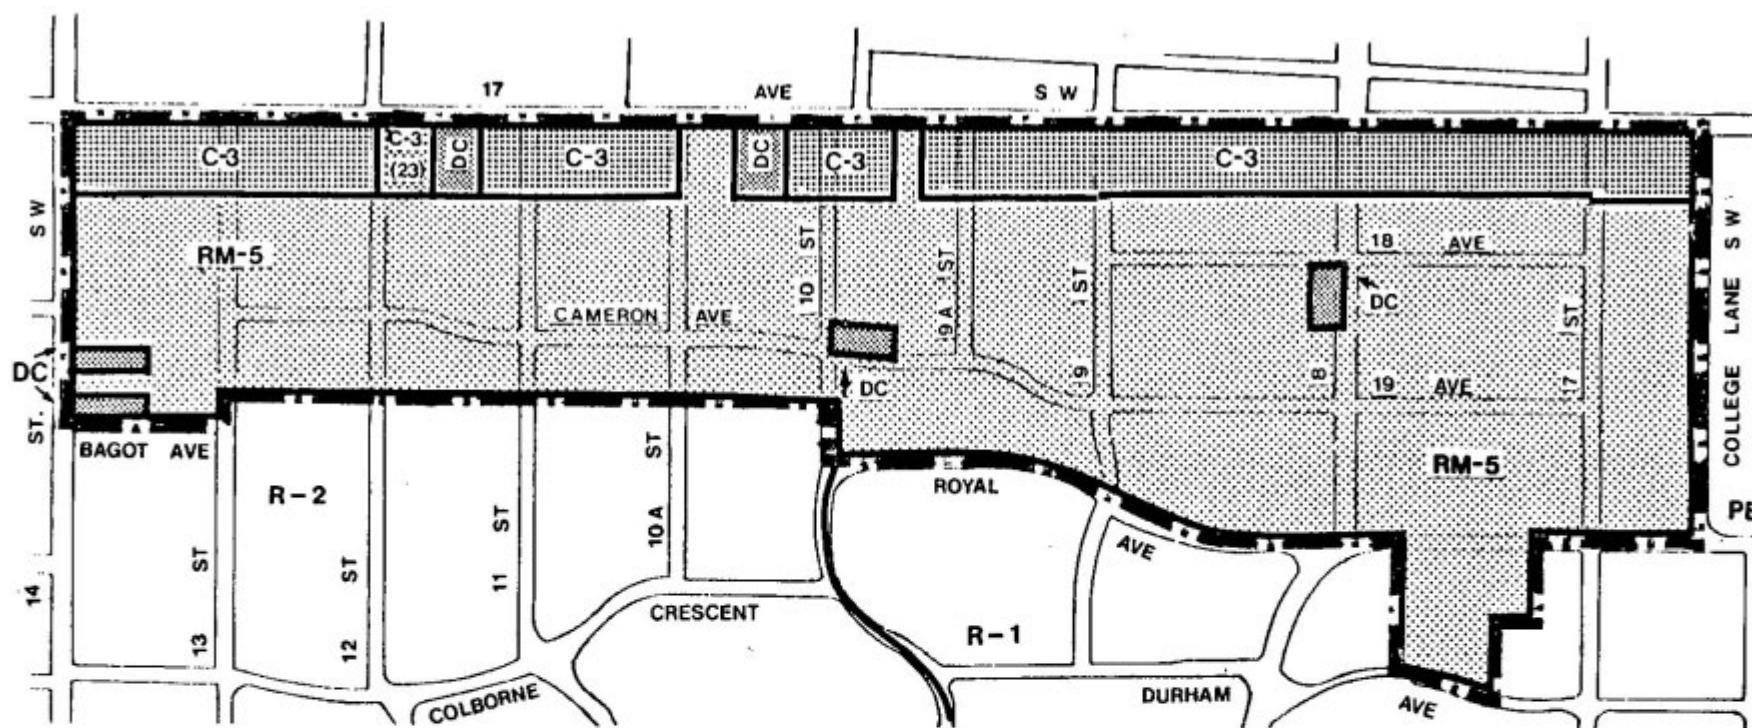 17 AVE S W
C-3
C-3
(23)
DC
C-3
DC
C-3
C-3
S W
RM-5
10 ST
9A ST
9 ST
18 AVE
DC
CAMERON AVE
DC
DC
8
19 AVE
17 ST
COLLEGE LANE S W
ST.
BAGOT AVE
RM-5
R-2
ROYAL
AVE
14
13 ST
12 ST
11 ST
10A ST
CRESCENT
R-1
COLBORNE
DURHAM
AVE
PE